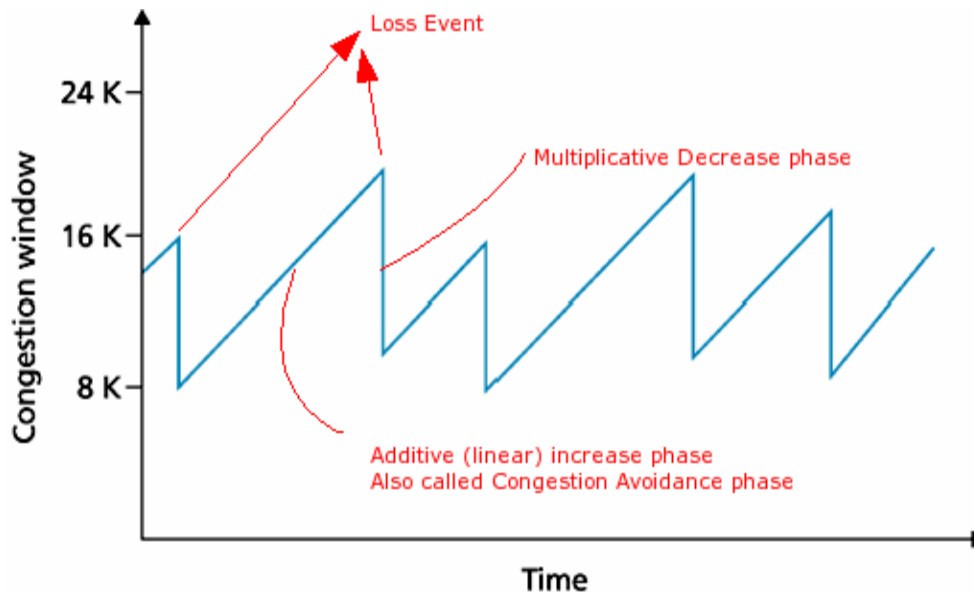 Loss Event
24 K
Multiplicative Decrease phase
16 K
Congestion window
8 K
Additive (linear) increase phase
Also called Congestion Avoidance phase
Time